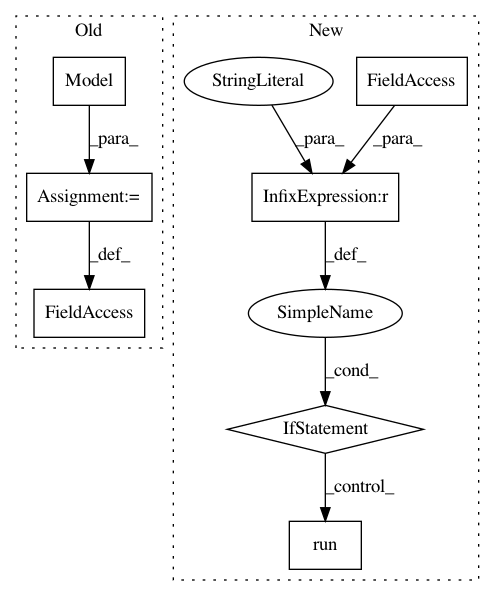 Old
New
Model
StringLiteral
FieldAccess
_para_
_para_
_para_
Assignment:=
InfixExpression:r
_def_
_def_
FieldAccess
SimpleName
_cond_
IfStatement
_control_
run